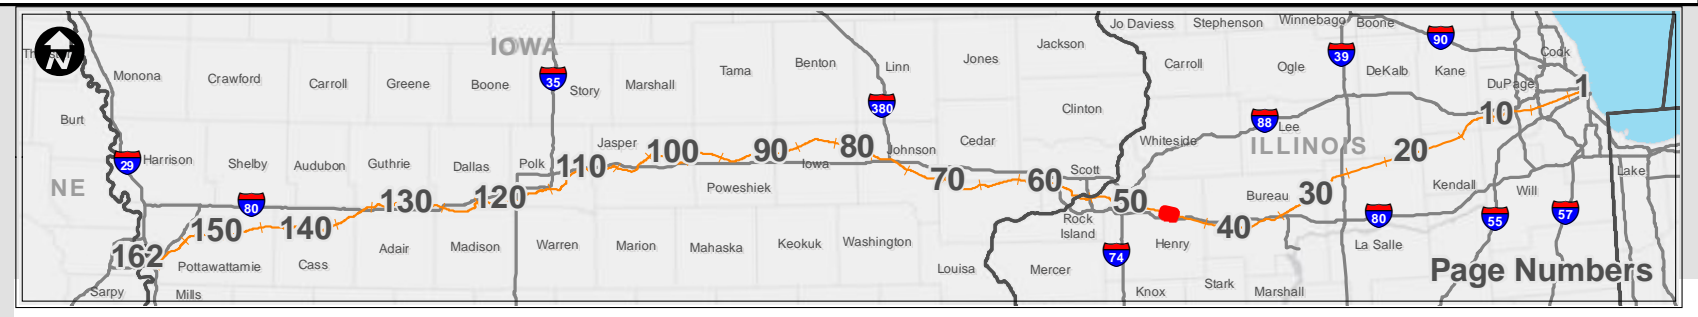 Jo Daviess Stephenson Winnebago Boone
IOWA
N
Jackson
39
90
Cook
Monona Crawford Carroll Greene Boone
35
Story Marshall Tama Benton Linn Jones
Carroll Ogle DeKalb Kane DuPage
1
380
Clinton
10
Burt
88
Lee
Whiteside
ILLINOIS
20
29
Harrison Shelby Audubon Guthrie Dallas Polk
Jasper
110 100 90 80
Iowa
Johnson
Cedar
Scott
Lake
NE
80
150 140 130 120
Poweshiek
70 60 50
Rock
Island
Bureau
30
Kendall
Will
162
Pottawattamie Cass Adair Madison Warren Marion Mahaska Keokuk Washington
Louisa Mercer
74
Henry
40
80
La Salle
55
57
Sarpy Mills
Knox Stark Marshall
Page Numbers